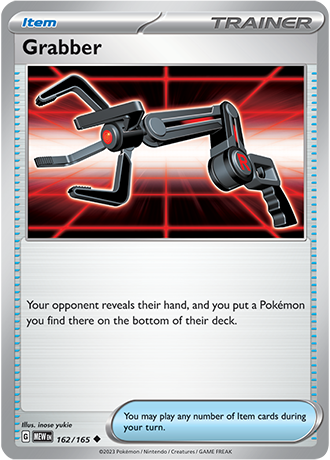 Item
TRAINER
Grabber
R
Your opponent reveals their hand, and you put a Pokémon
you find there on the bottom of their deck.
Illus. inose yukie
G MEW EN 162/165
You may play any number of Item cards during
your turn.
©2023 Pokémon / Nintendo / Creatures / GAME FREAK